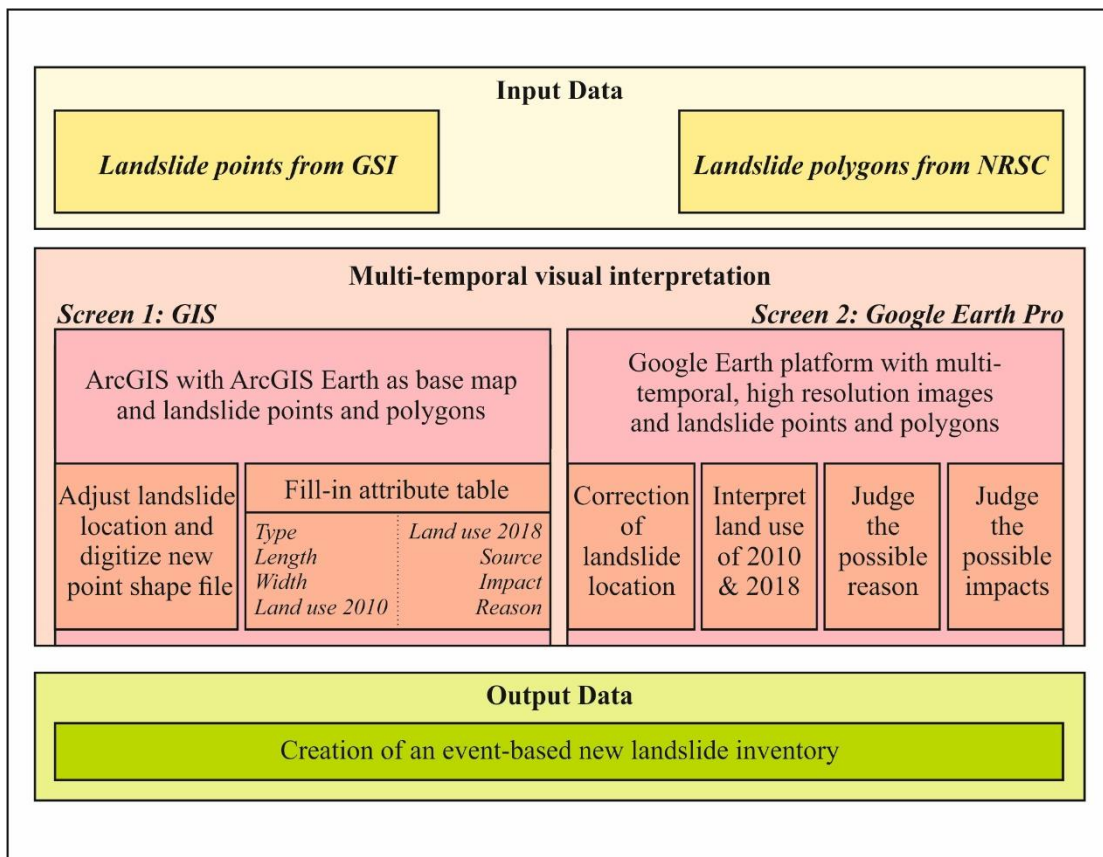 Input Data
Landslide points from GSI
Landslide polygons from NRSC
Multi-temporal visual interpretation
Screen 1: GIS
Screen 2: Google Earth Pro
ArcGIS with ArcGIS Earth as base map
and landslide points and polygons
Google Earth platform with multi-
temporal, high resolution images
and landslide points and polygons
Adjust landslide
location and
digitize new
point shape file
Fill-in attribute table
Type
Length
Width
Land use 2010
Land use 2018
Source
Impact
Reason
Correction
of
landslide
location
Interpret
land use
of 2010
& 2018
Judge
the
possible
reason
Judge
the
possible
impacts
Output Data
Creation of an event-based new landslide inventory